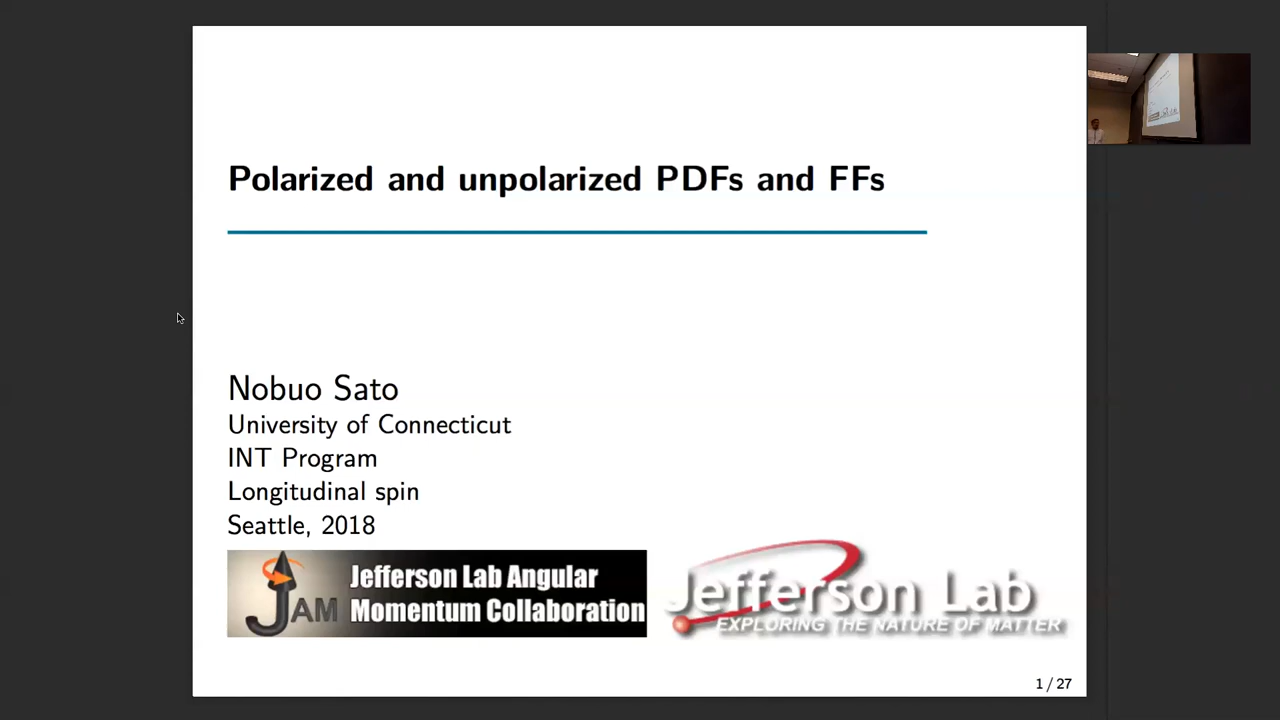 Polarized and unpolarized PDFs and FFs
Nobuo Sato
University of Connecticut
INT Program
Longitudinal spin
Seattle, 2018
JAM
Jefferson Lab Angular
Momentum Collaboration
Jefferson Lab
EXPLORING THE NATURE OF MATTER
1 / 27